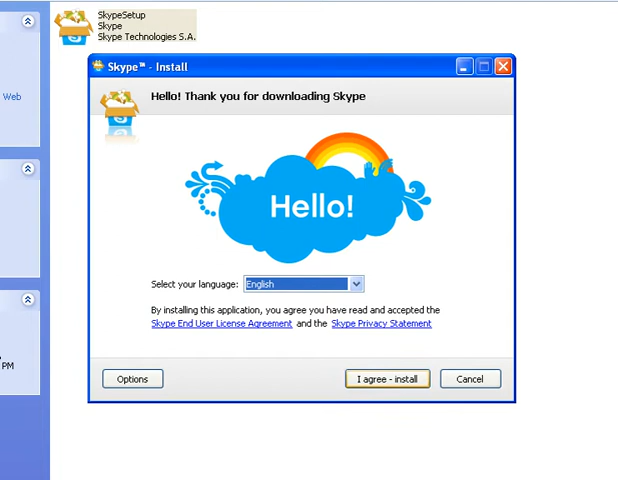 SkypeSetup
Skype
Skype Technologies S.A.
Web
PM
Skype™ - Install
Hello! Thank you for downloading Skype
Hello!
Select your language: English
By installing this application, you agree you have read and accepted the
Skype End User License Agreement and the Skype Privacy Statement
Options
I agree - install
Cancel